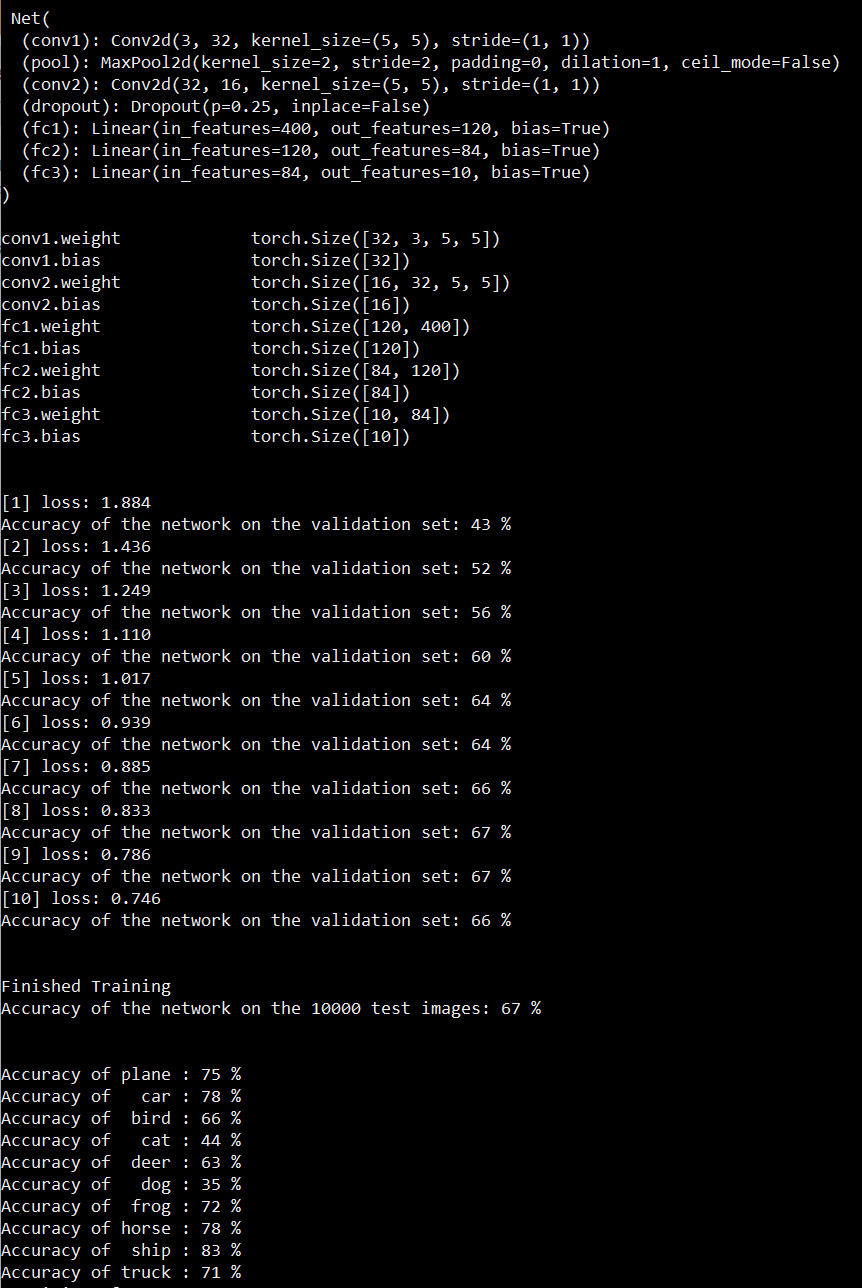 Net(
(conv1): Conv2d(3, 32, kernel_size=(5, 5), stride=(1, 1))
(pool): MaxPool2d(kernel_size=2, stride=2, padding=0, dilation=1, ceil_mode=False)
(conv2): Conv2d(32, 16, kernel_size=(5, 5), stride=(1, 1))
(dropout): Dropout(p=0.25, inplace=False)
(fc1): Linear(in_features=400, out_features=120, bias=True)
(fc2): Linear(in_features=120, out_features=84, bias=True)
(fc3): Linear(in_features=84, out_features=10, bias=True)
)
conv1.weight torch.Size([32, 3, 5, 5])
conv1.bias torch.Size([32])
conv2.weight torch.Size([16, 32, 5, 5])
conv2.bias torch.Size([16])
fc1.weight torch.Size([120, 400])
fc1.bias torch.Size([120])
fc2.weight torch.Size([84, 120])
fc2.bias torch.Size([84])
fc3.weight torch.Size([10, 84])
fc3.bias torch.Size([10])
[1] loss: 1.884
Accuracy of the network on the validation set: 43 %
[2] loss: 1.436
Accuracy of the network on the validation set: 52 %
[3] loss: 1.249
Accuracy of the network on the validation set: 56 %
[4] loss: 1.110
Accuracy of the network on the validation set: 60 %
[5] loss: 1.017
Accuracy of the network on the validation set: 64 %
[6] loss: 0.939
Accuracy of the network on the validation set: 64 %
[7] loss: 0.885
Accuracy of the network on the validation set: 66 %
[8] loss: 0.833
Accuracy of the network on the validation set: 67 %
[9] loss: 0.786
Accuracy of the network on the validation set: 67 %
[10] loss: 0.746
Accuracy of the network on the validation set: 66 %
Finished Training
Accuracy of the network on the 10000 test images: 67 %
Accuracy of plane : 75 %
Accuracy of car : 78 %
Accuracy of bird : 66 %
Accuracy of cat : 44 %
Accuracy of deer : 63 %
Accuracy of dog : 35 %
Accuracy of frog : 72 %
Accuracy of horse : 78 %
Accuracy of ship : 83 %
Accuracy of truck : 71 %